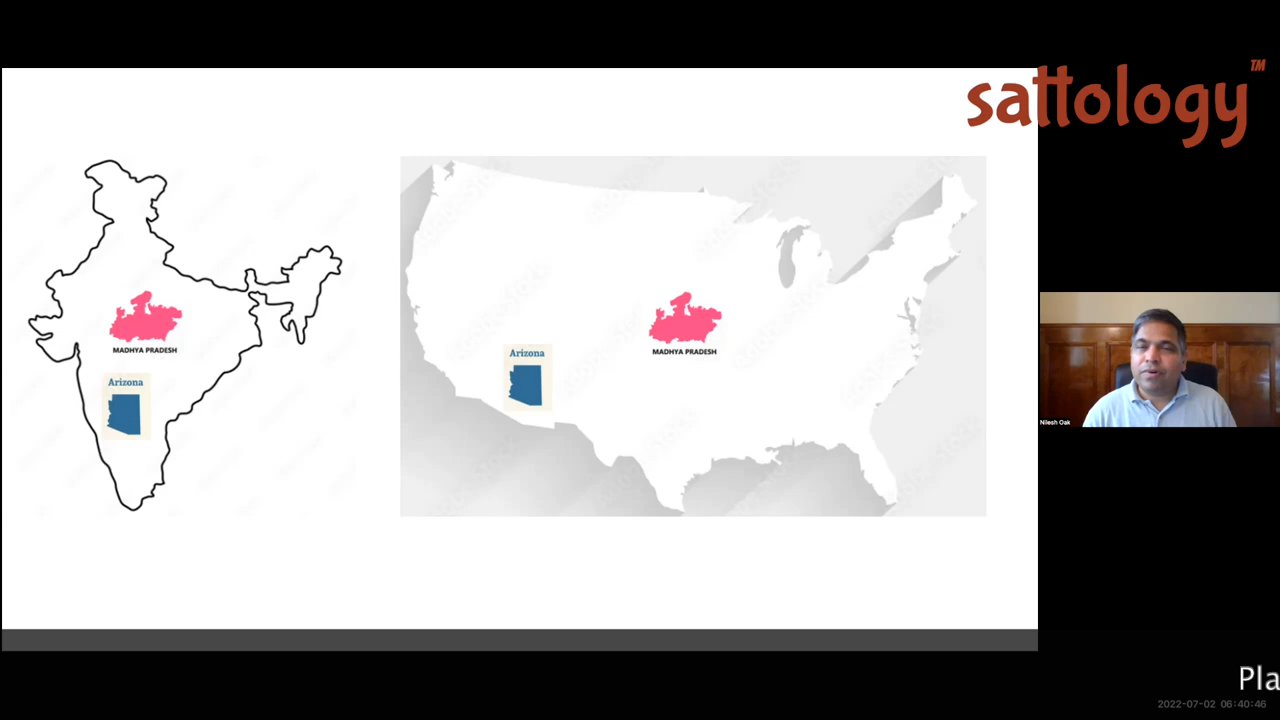 sattology™
MADHYA PRADESH
Arizona
Arizona
MADHYA PRADESH
Nilesh Oak
Pla
2022-07-02 06:40:46